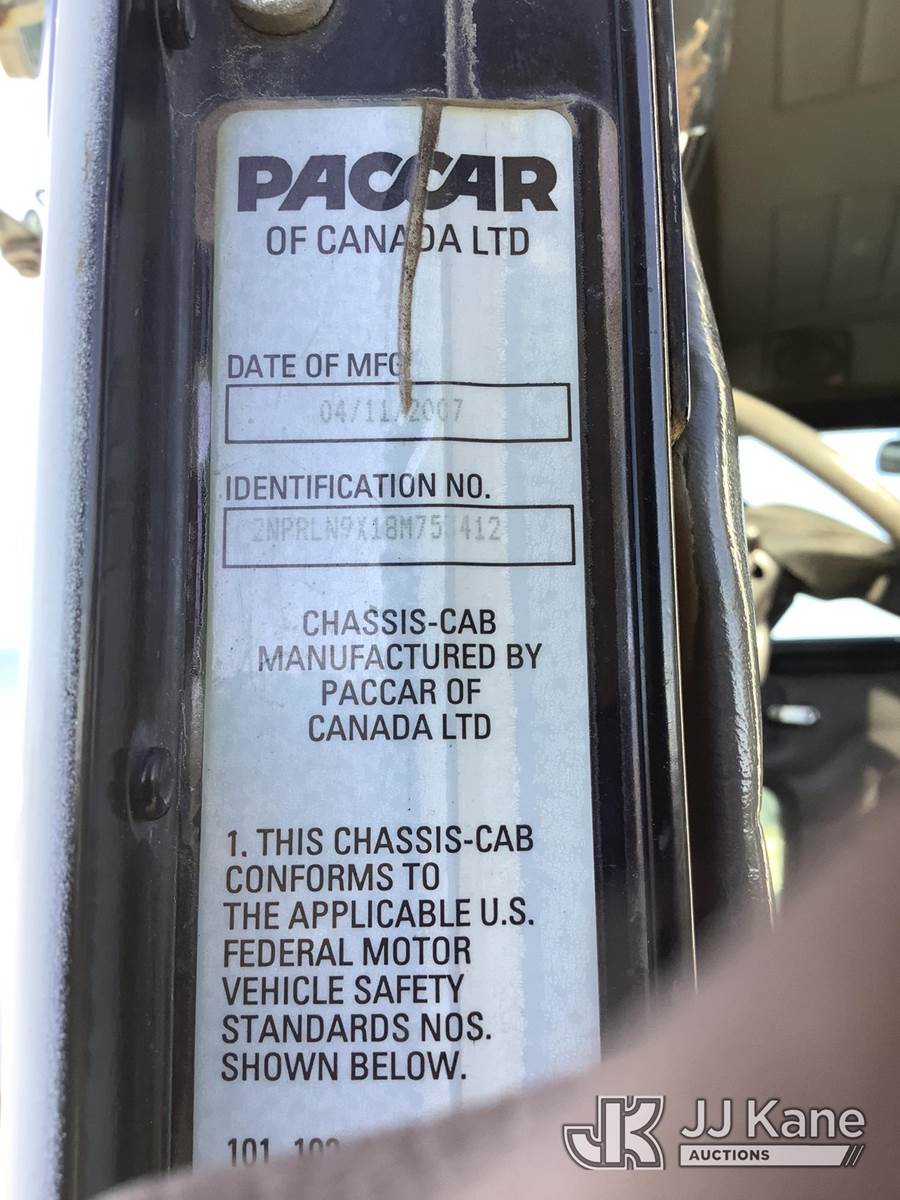 PACCAR
OF CANADA LTD
DATE OF MFG
04/11/2007
IDENTIFICATION NO.
CHASSIS-CAB
MANUFACTURED BY
PACCAR OF
CANADA LTD
1. THIS CHASSIS-CAB
CONFORMS TO
THE APPLICABLE U.S.
FEDERAL MOTOR
VEHICLE SAFETY
STANDARDS NOS.
SHOWN BELOW.
101
JK JJ Kane
AUCTIONS